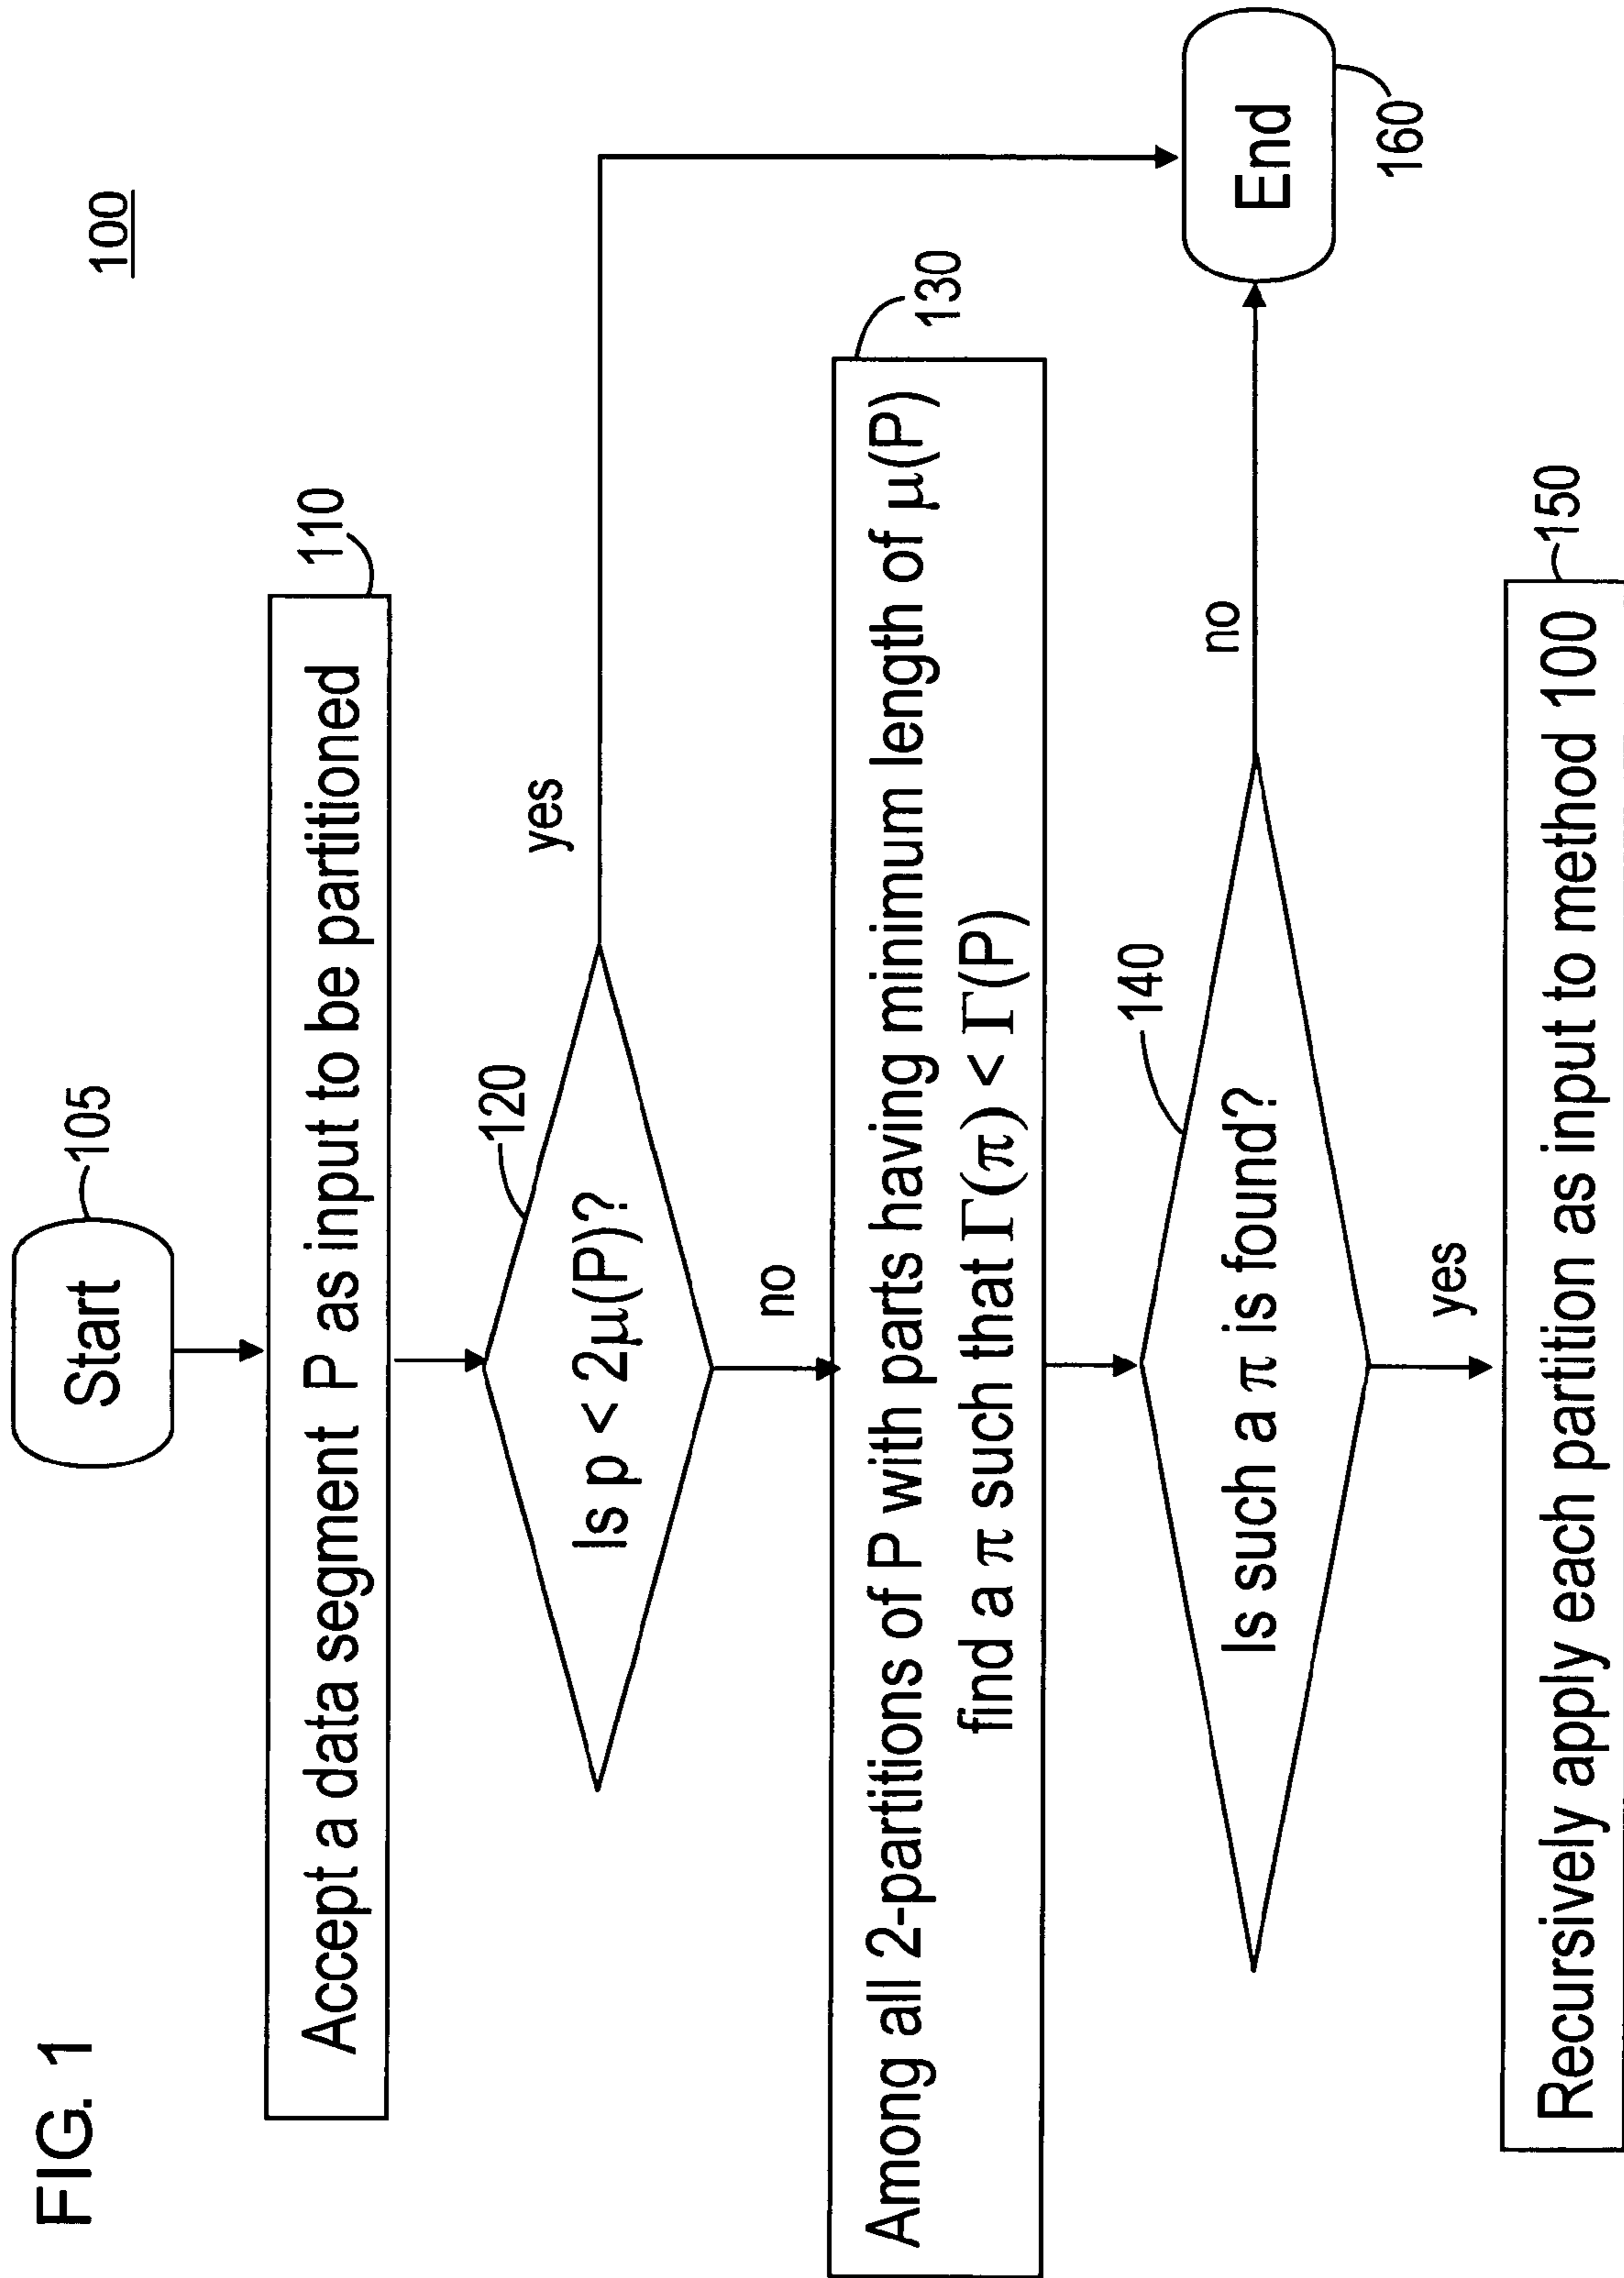 FIG. 1
100
Start
105
Accept a data segment P as input to be partitioned
110
Is p < 2μ(P)?
120
yes
no
Among all 2-partitions of P with parts having minimum length of μ(P)
find a π such that Γ(π) < Γ(P)
130
Is such a π is found?
140
no
yes
End
160
Recursively apply each partition as input to method 100
150